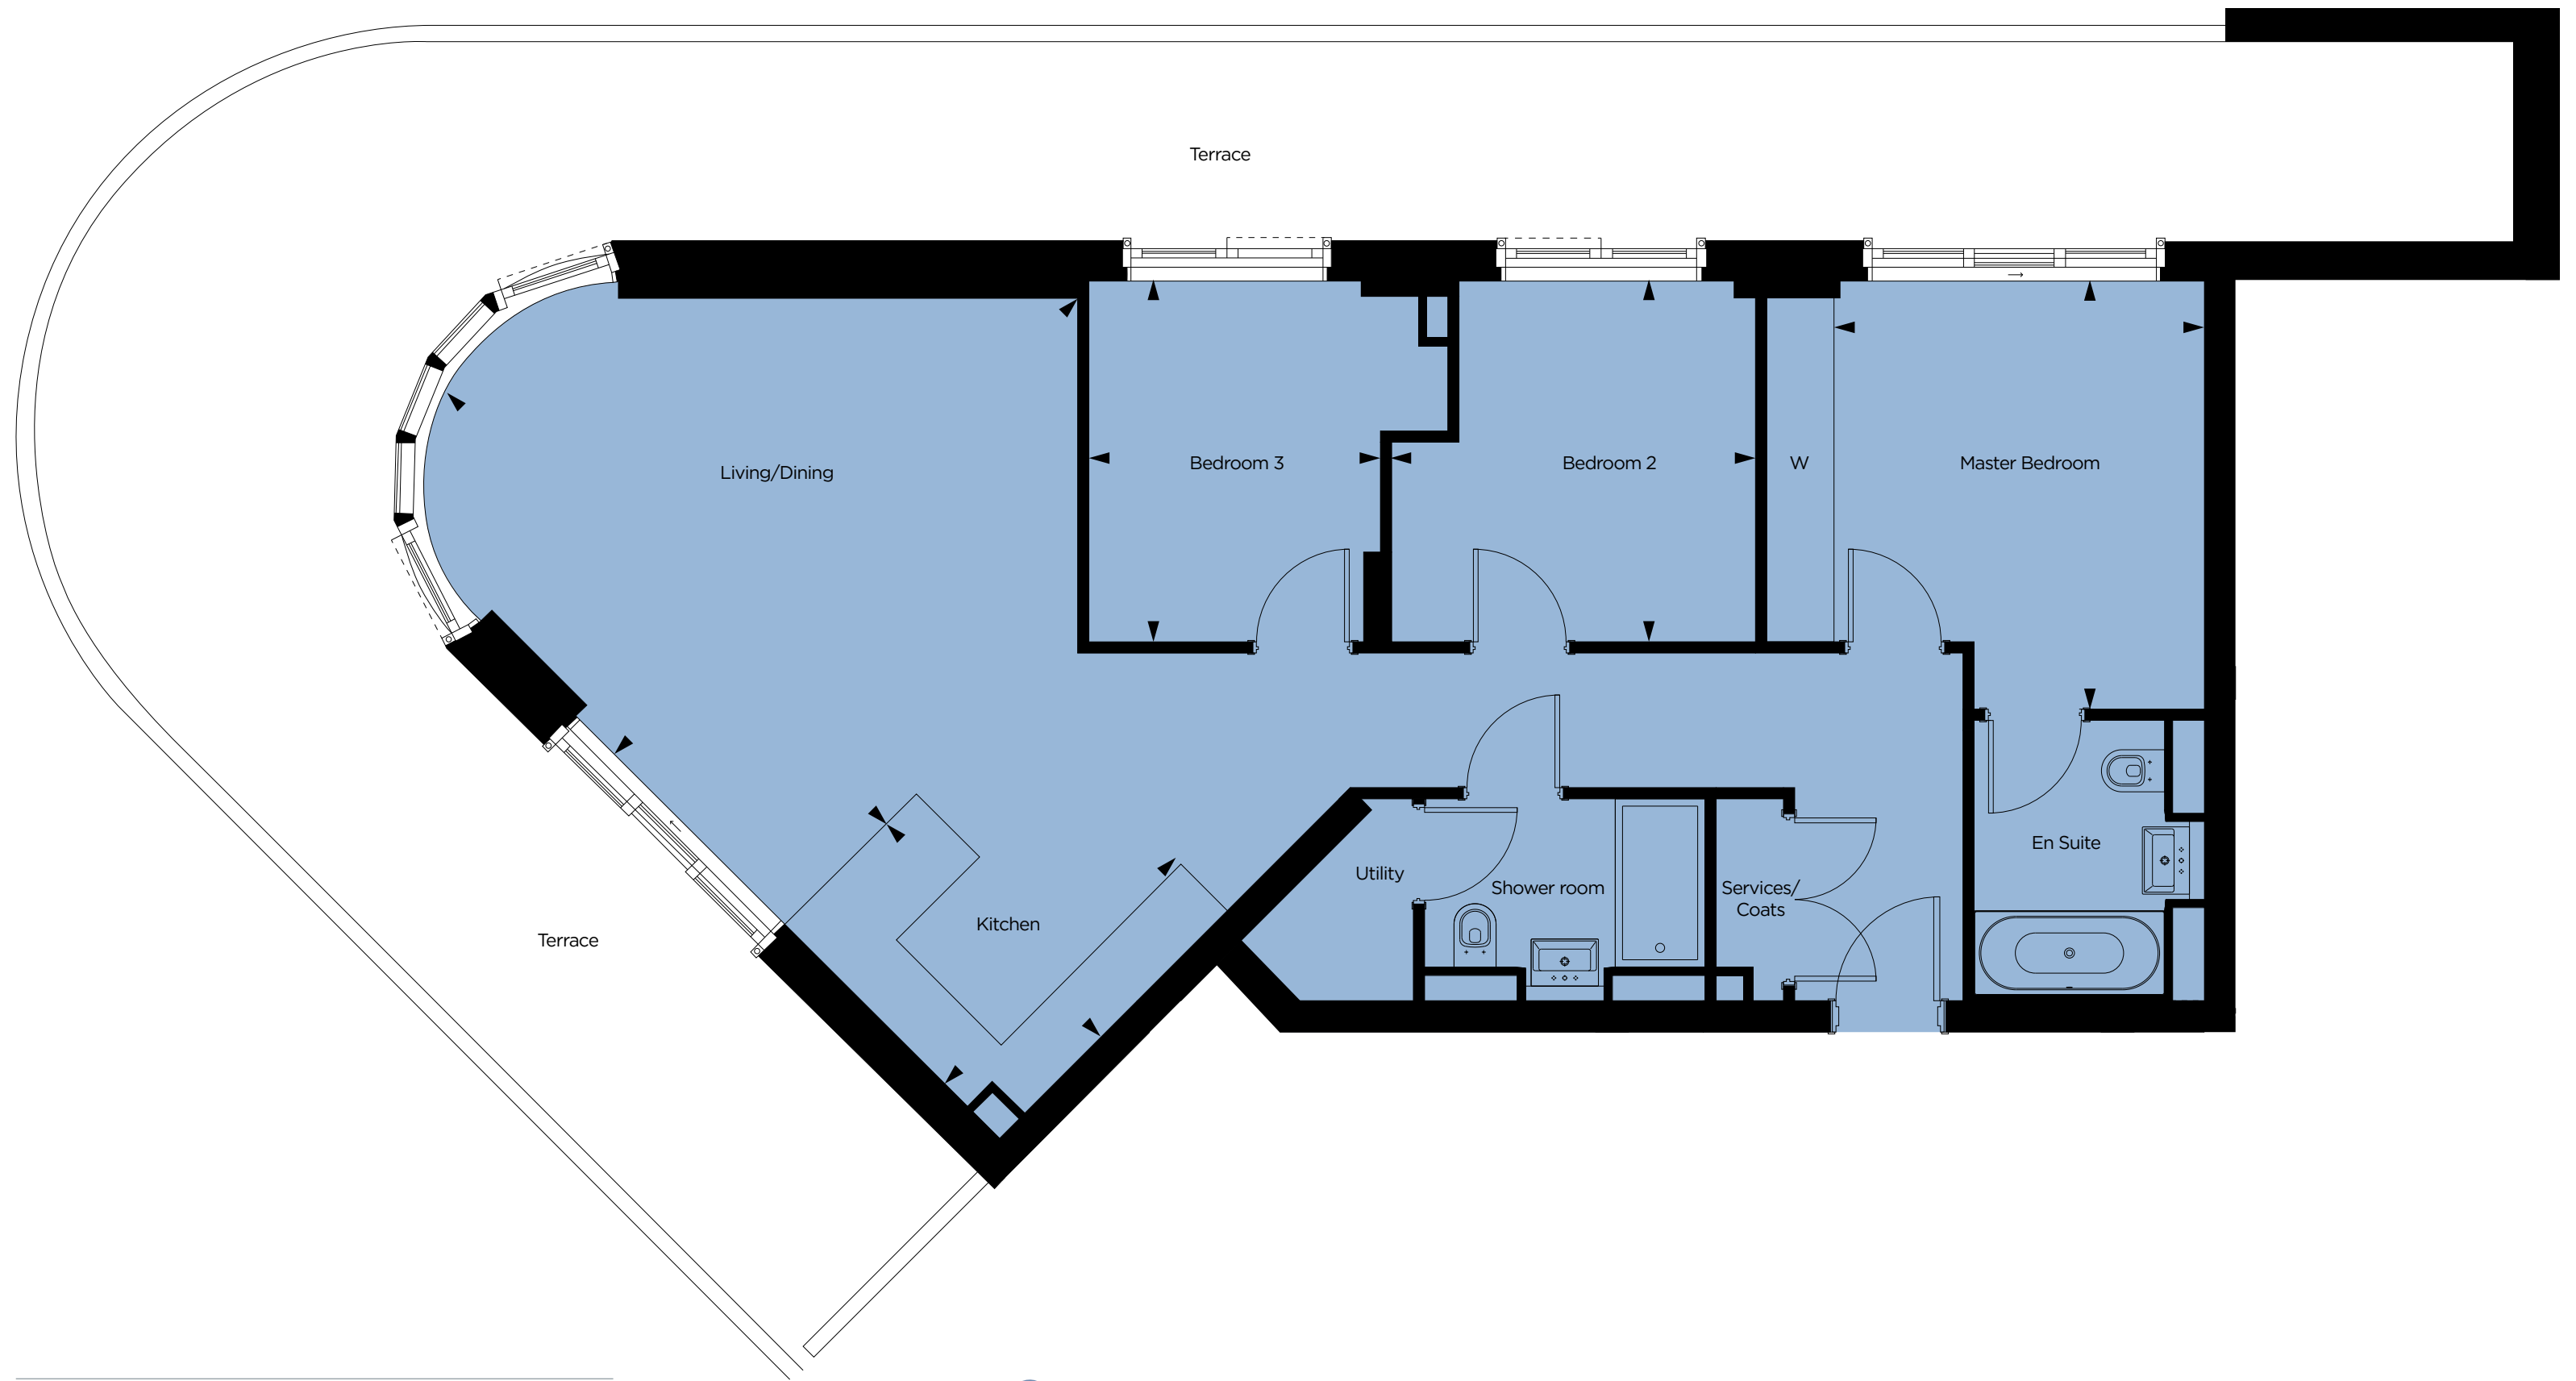 Terrace
Living/Dining
Bedroom 3
Bedroom 2
W
Master Bedroom
En Suite
Utility
Shower room
Services/
Coats
Kitchen
Terrace